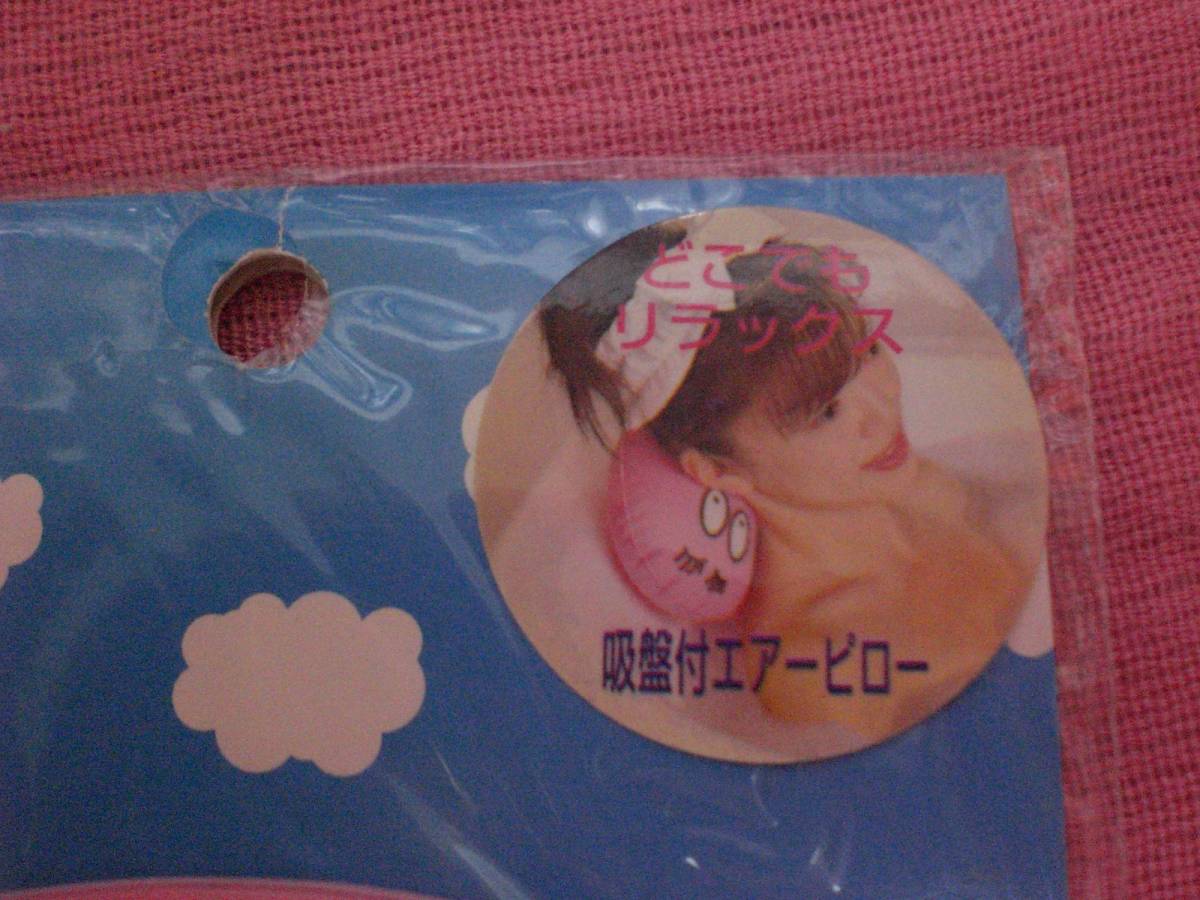 どこでも
リラックス
吸盤付エアーピロー